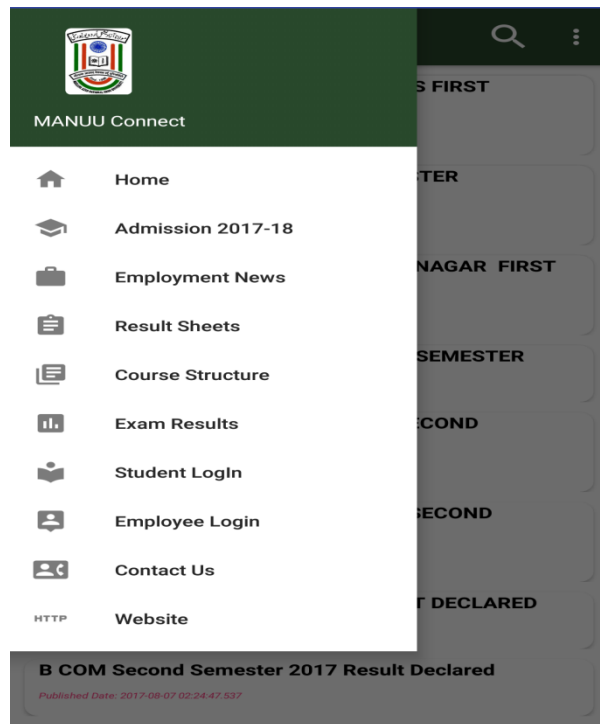 MANUU Connect
S FIRST
Home
TER
Admission 2017-18
Employment News
NAGAR FIRST
Result Sheets
Course Structure
SEMESTER
Exam Results
COND
Student LogIn
Employee Login
SECOND
Contact Us
T DECLARED
Website
HTTP
B COM Second Semester 2017 Result Declared
Published Date: 2017-08-07 02:24:47.537